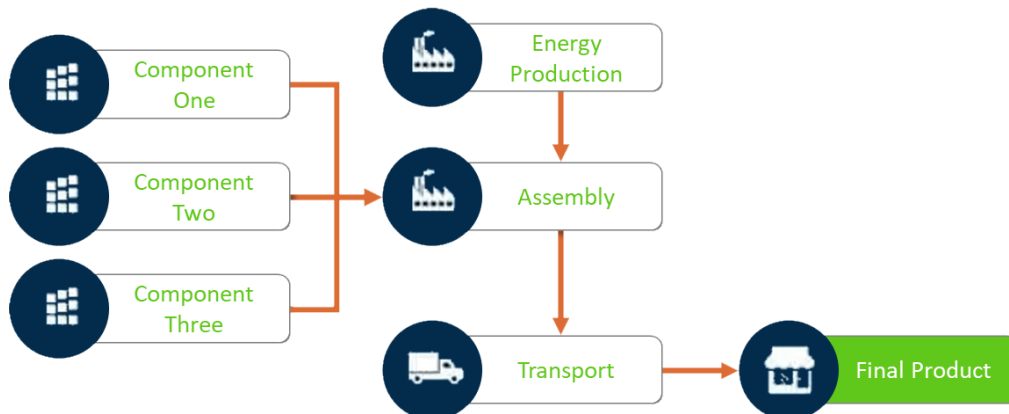 Component
One
Component
Two
Component
Three
Energy
Production
Assembly
Transport
Final Product